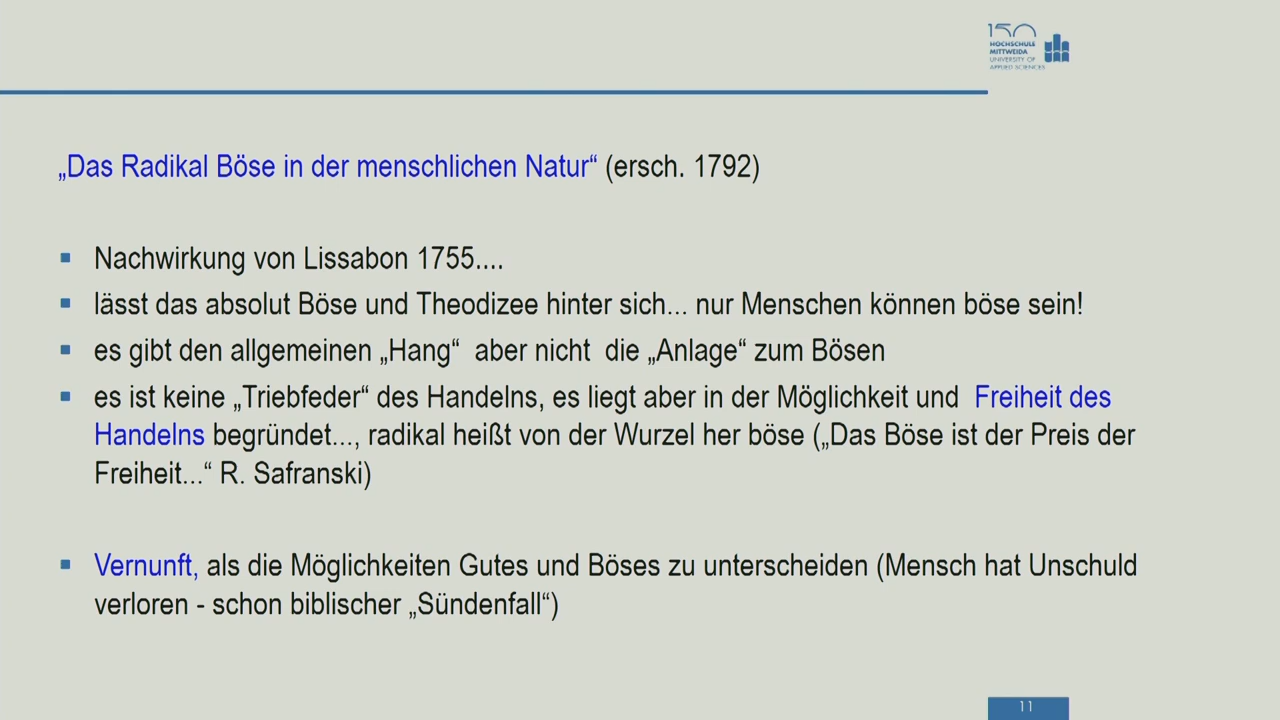 150
HOCHSCHULE
MITTWEIDA
UNIVERSITY OF
APPLIED SCIENCES
„Das Radikal Böse in der menschlichen Natur“ (ersch. 1792)
Nachwirkung von Lissabon 1755....
lässt das absolut Böse und Theodizee hinter sich... nur Menschen können böse sein!
es gibt den allgemeinen „Hang“ aber nicht die „Anlage“ zum Bösen
es ist keine „Triebfeder“ des Handelns, es liegt aber in der Möglichkeit und Freiheit des
Handelns begründet..., radikal heißt von der Wurzel her böse („Das Böse ist der Preis der
Freiheit...“ R. Safranski)
Vernunft, als die Möglichkeiten Gutes und Böses zu unterscheiden (Mensch hat Unschuld
verloren - schon biblischer „Sündenfall“)
11